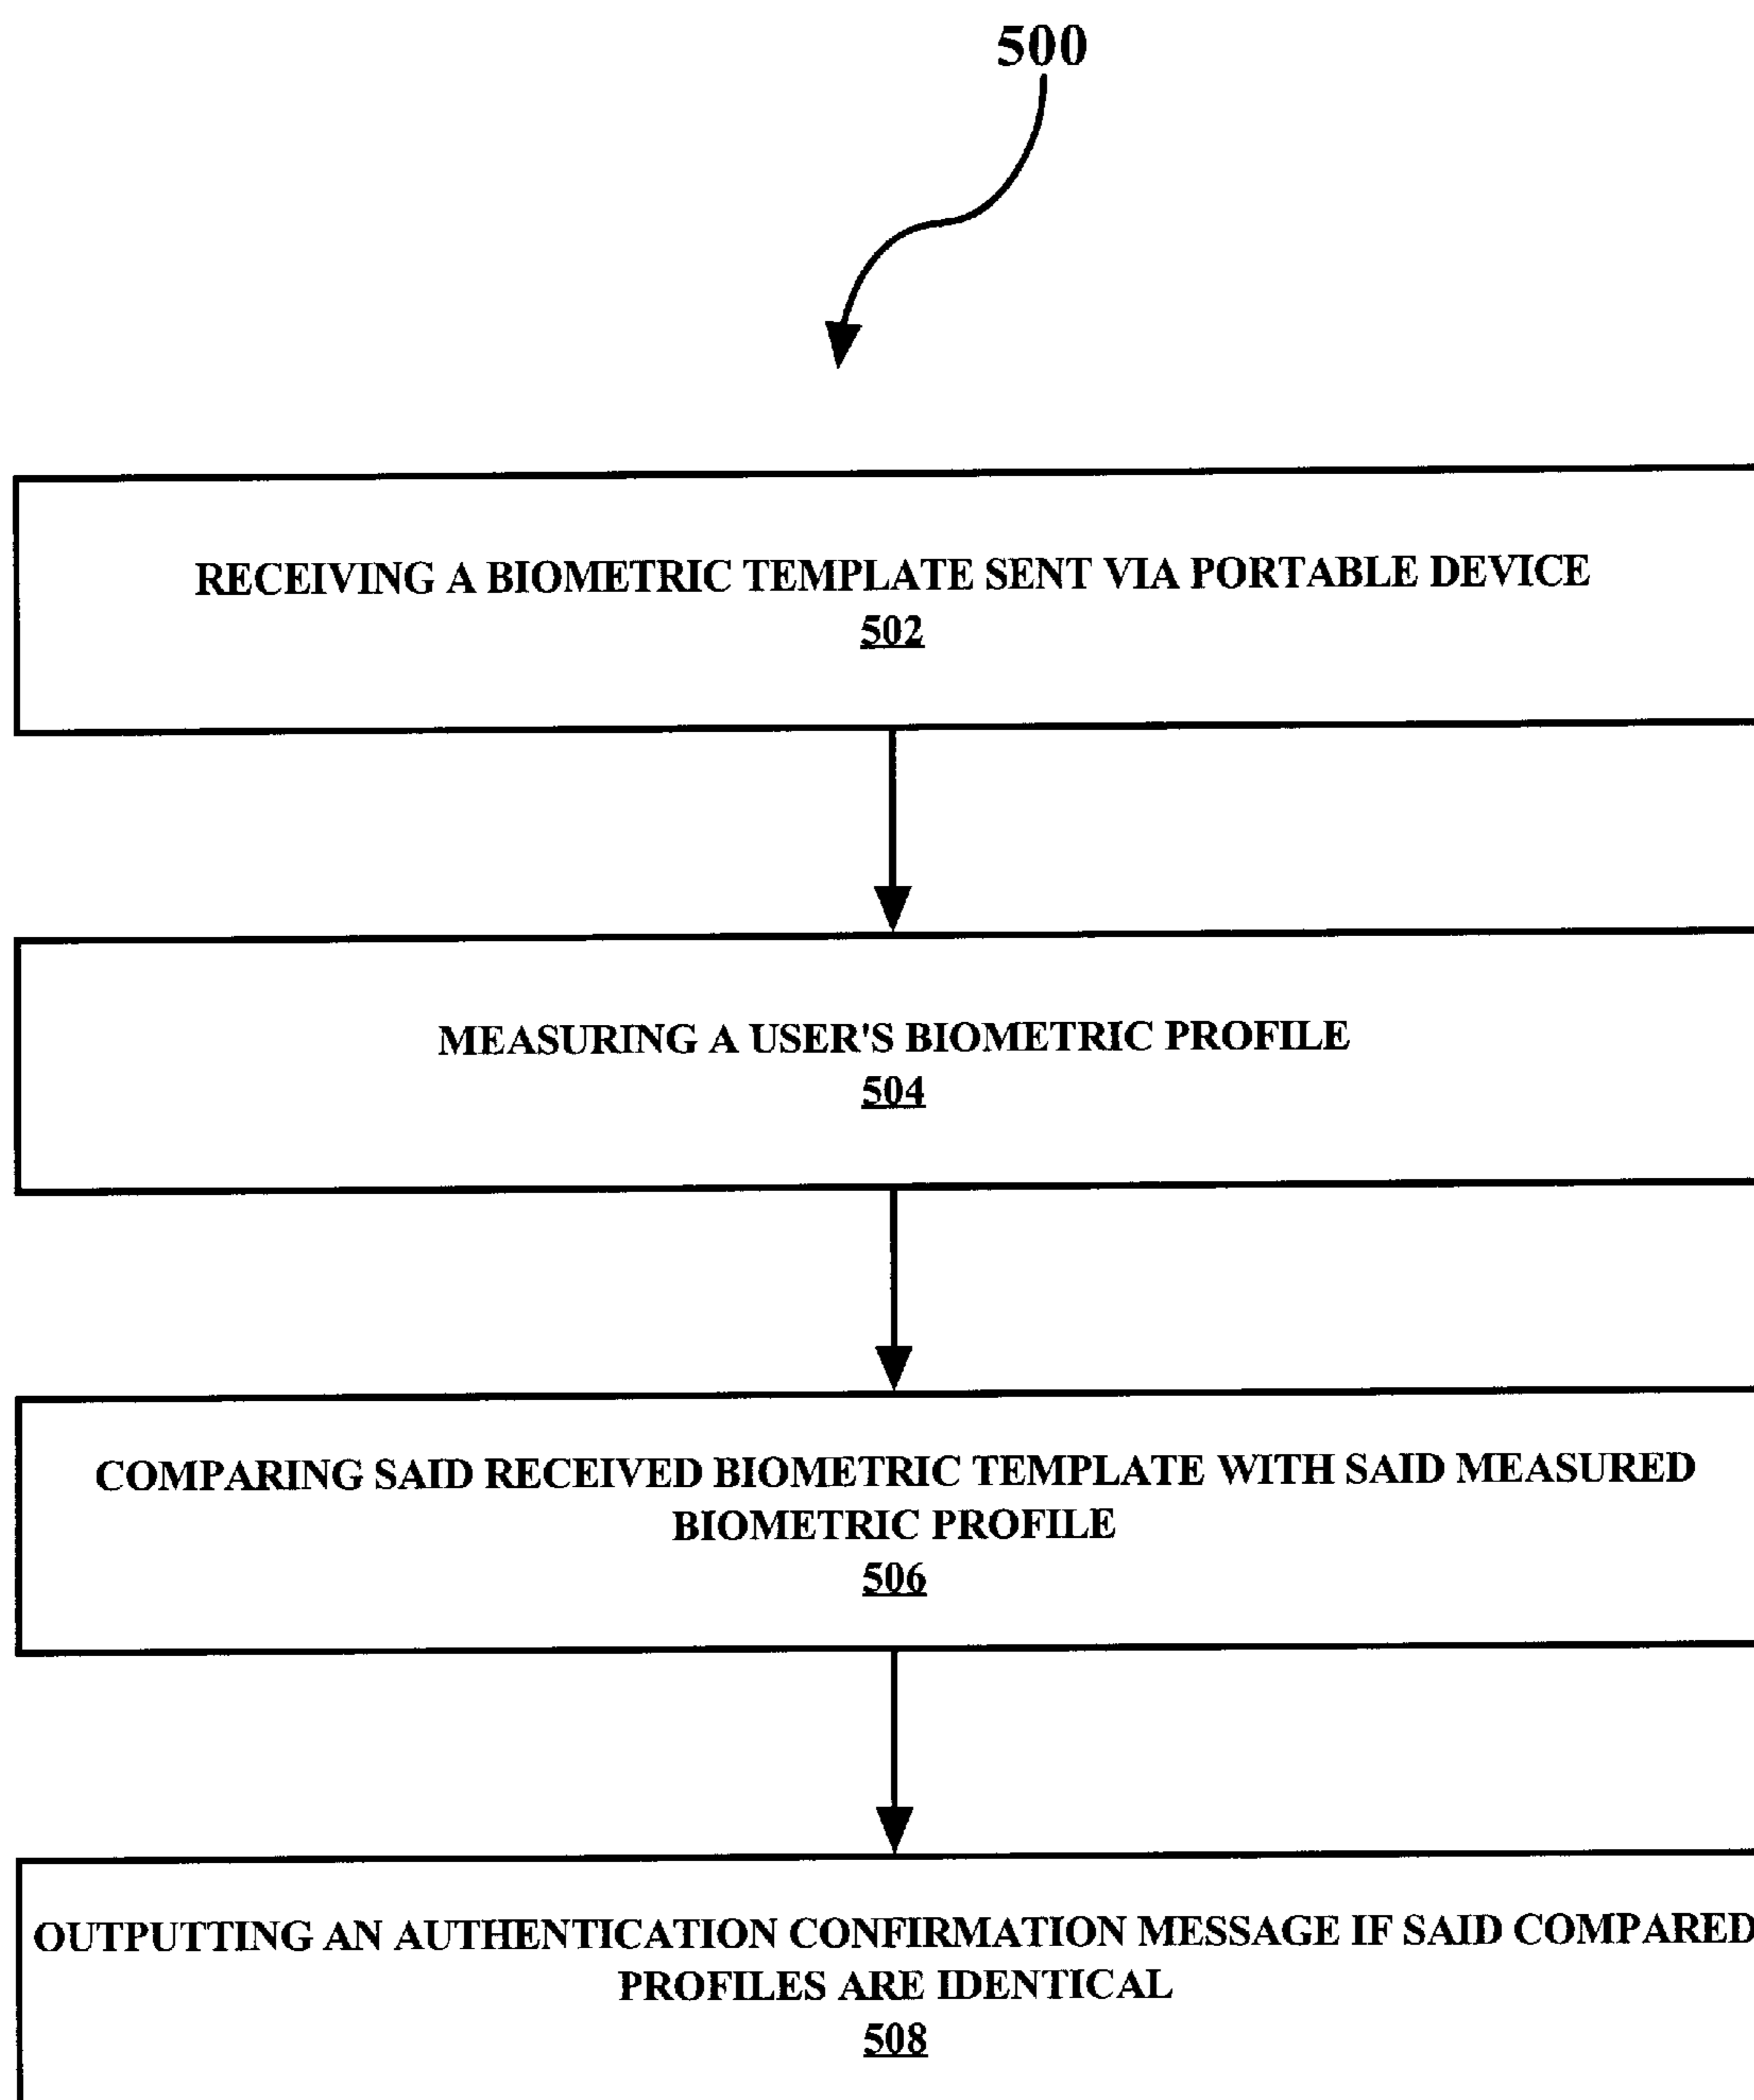 500
RECEIVING A BIOMETRIC TEMPLATE SENT VIA PORTABLE DEVICE
502
MEASURING A USER'S BIOMETRIC PROFILE
504
COMPARING SAID RECEIVED BIOMETRIC TEMPLATE WITH SAID MEASURED
BIOMETRIC PROFILE
506
OUTPUTTING AN AUTHENTICATION CONFIRMATION MESSAGE IF SAID COMPARED
PROFILES ARE IDENTICAL
508